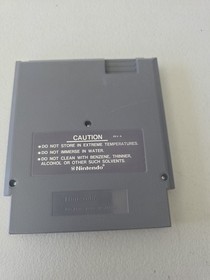 CAUTION
•DO NOT STORE IN EXTREME TEMPERATURES.
•DO NOT IMMERSE IN WATER.
•DO NOT CLEAN WITH BENZENE, THINNER,
ALCOHOL OR OTHER SUCH SOLVENTS.
Nintendo